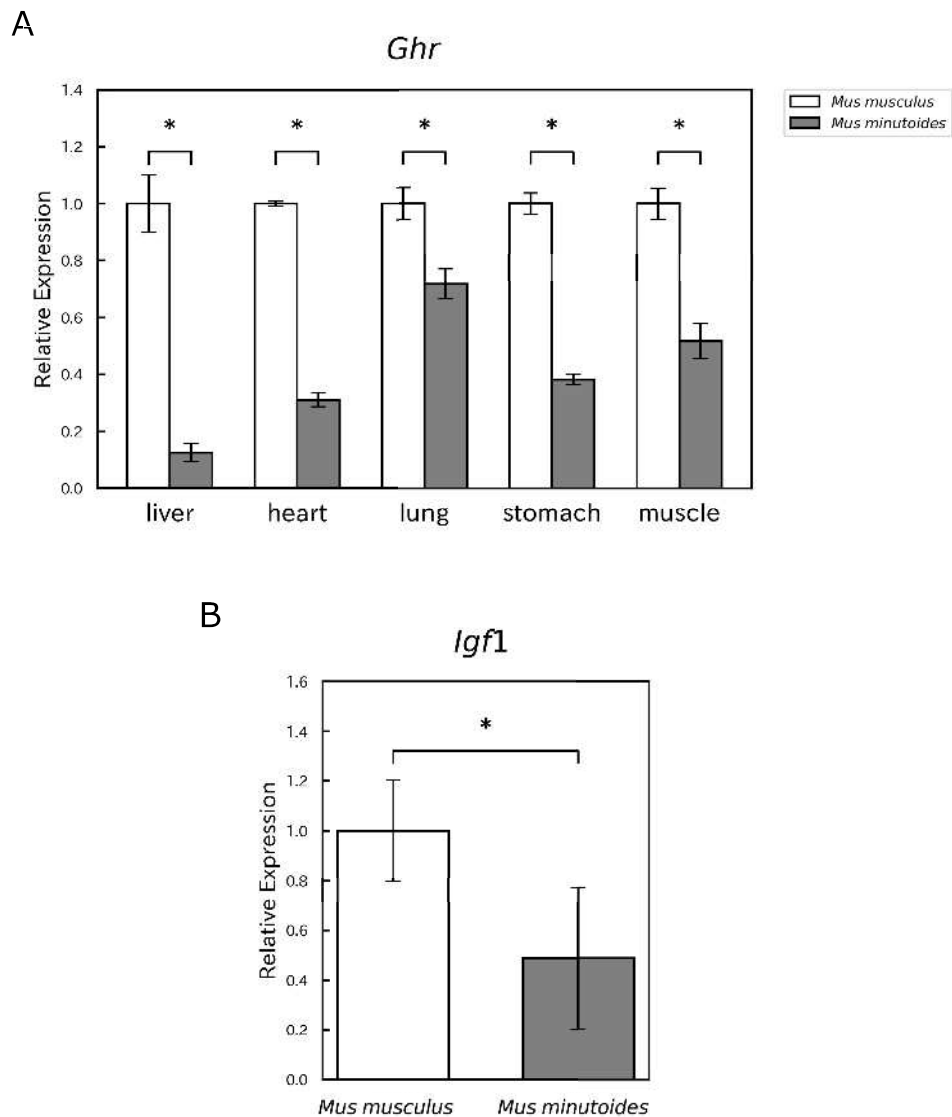 A
Ghr
Mus musculus
Mus minutoides
1.4
1.2
1.0
0.8
0.6
0.4
0.2
0.0
Relative Expression
* * * * *
liver heart lung stomach muscle
B
Igf1
1.6
1.4
1.2
1.0
0.8
0.6
0.4
0.2
0.0
Relative Expression
*
Mus musculus Mus minutoides